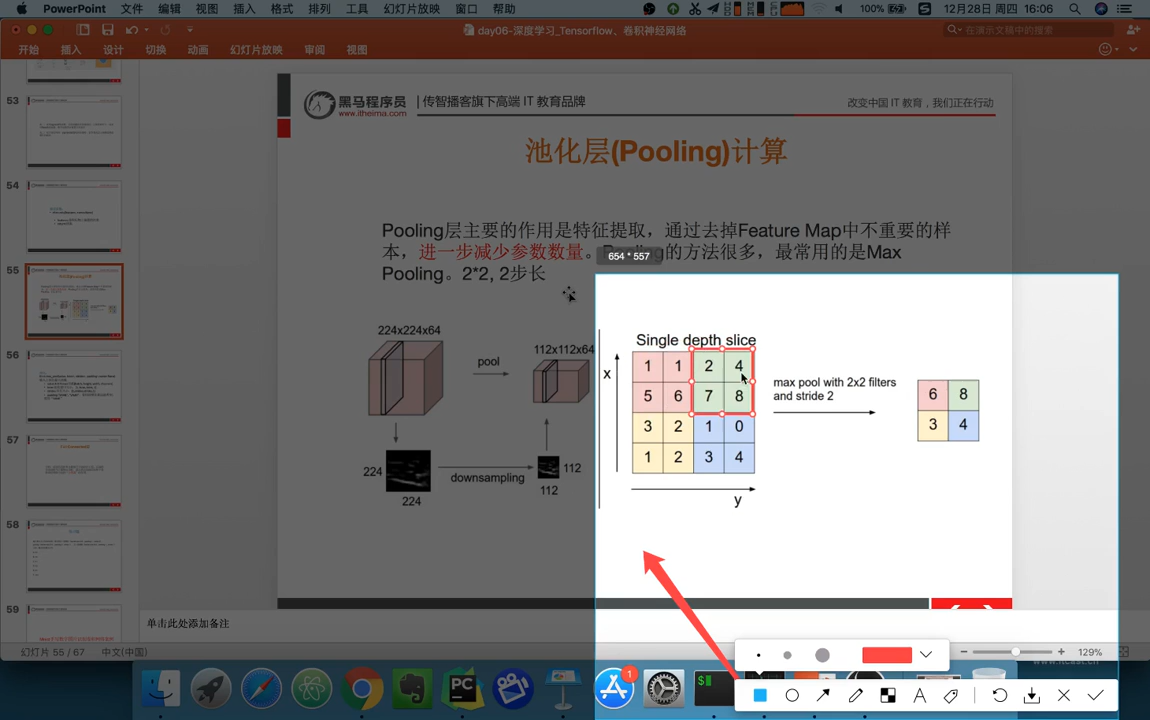 PowerPoint 文件 编辑 视图 插入 格式 排列 工具 幻灯片放映 窗口 帮助
100% 12月28日 周四 16:06
day06-深度学习_Tensorflow、卷积神经网络
在演示文稿中的搜索
开始 插入 设计 切换 动画 幻灯片放映 审阅 视图
53
54
55
56
57
58
59
黑马程序员
www.itheima.com
传智播客旗下高端 IT 教育品牌
改变中国 IT 教育，我们正在行动
池化层(Pooling)计算
Pooling层主要的作用是特征提取，通过去掉Feature Map中不重要的样
本，进一步减少参数数量。Pooling的方法很多，最常用的是Max
Pooling。2*2, 2步长
654 * 557
224x224x64
pool
112x112x64
224
downsampling
112
224
112
Single depth slice
x
1 1 2 4
5 6 7 8
3 2 1 0
1 2 3 4
y
max pool with 2x2 filters
and stride 2
6 8
3 4
单击此处添加备注
幻灯片 55 / 67 中文(中国)
129%
www.itcast.cn
PC
1
$
A